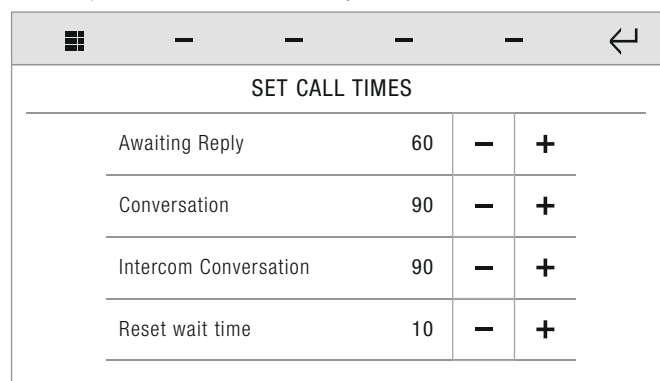 SET CALL TIMES
Awaiting Reply 60 − +
Conversation 90 − +
Intercom Conversation 90 − +
Reset wait time 10 − +